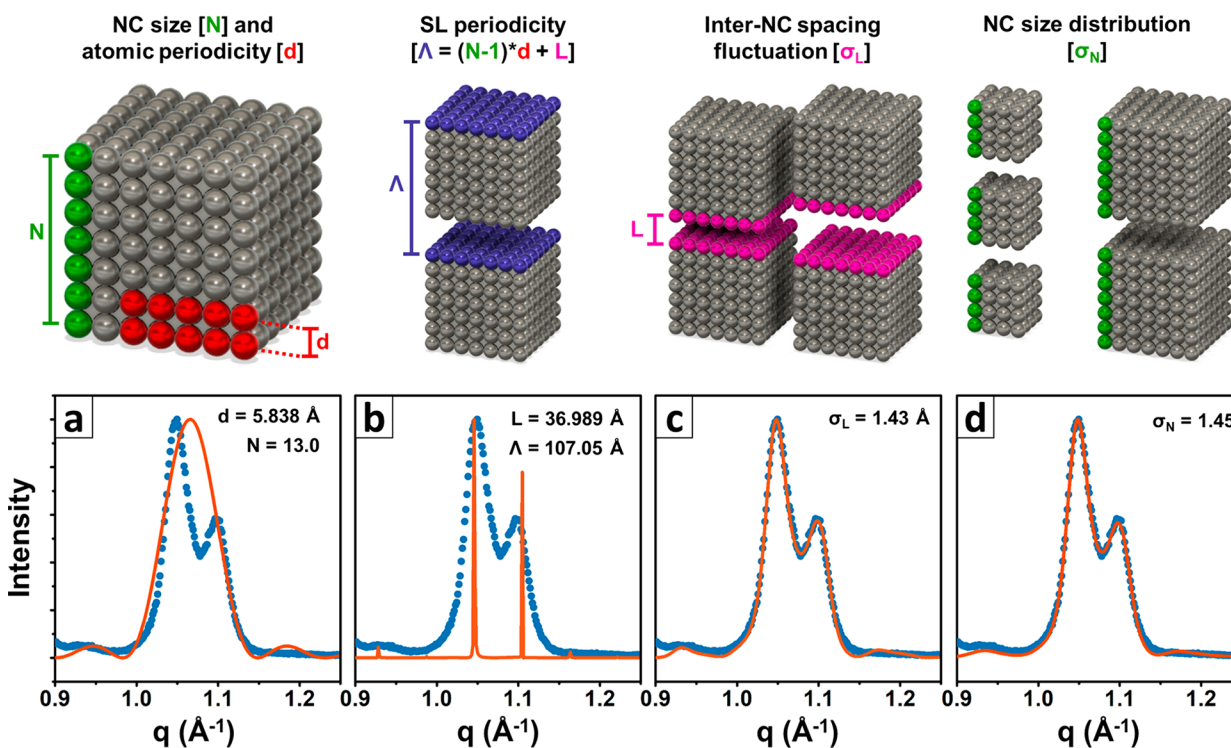 NC size [N] and
atomic periodicity [d]
SL periodicity
[Λ = (N-1)*d + L]
Inter-NC spacing
fluctuation [σL]
NC size distribution
[σN]
N
d
Λ
L
a
d = 5.838 Å
N = 13.0
b
L = 36.989 Å
Λ = 107.05 Å
c
σL = 1.43 Å
d
σN = 1.45
Intensity
0.9 1.0 1.1 1.2
0.9 1.0 1.1 1.2
0.9 1.0 1.1 1.2
0.9 1.0 1.1 1.2
q (Å-1)
q (Å-1)
q (Å-1)
q (Å-1)